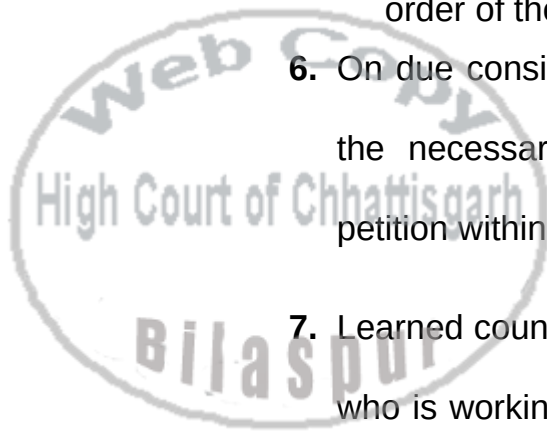 order of the
6. On due consi
the necessar
petition within
7. Learned coun
who is workin
Web Copy
High Court of Chhattisgarh
Bilaspur